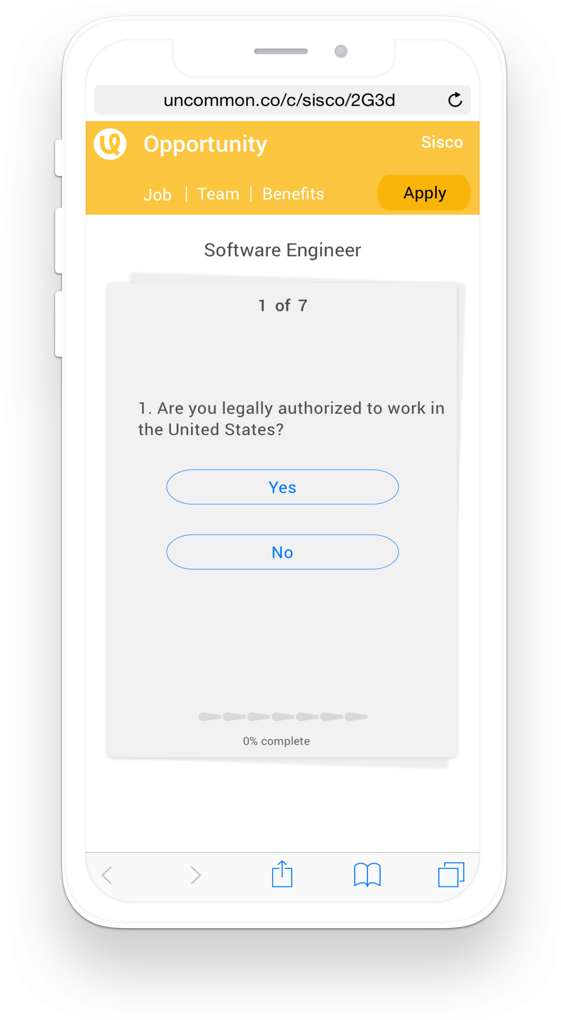 uncommon.co/c/sisco/2G3d
Opportunity
Sisco
Job | Team | Benefits
Apply
Software Engineer
1 of 7
1. Are you legally authorized to work in
the United States?
Yes
No
0% complete